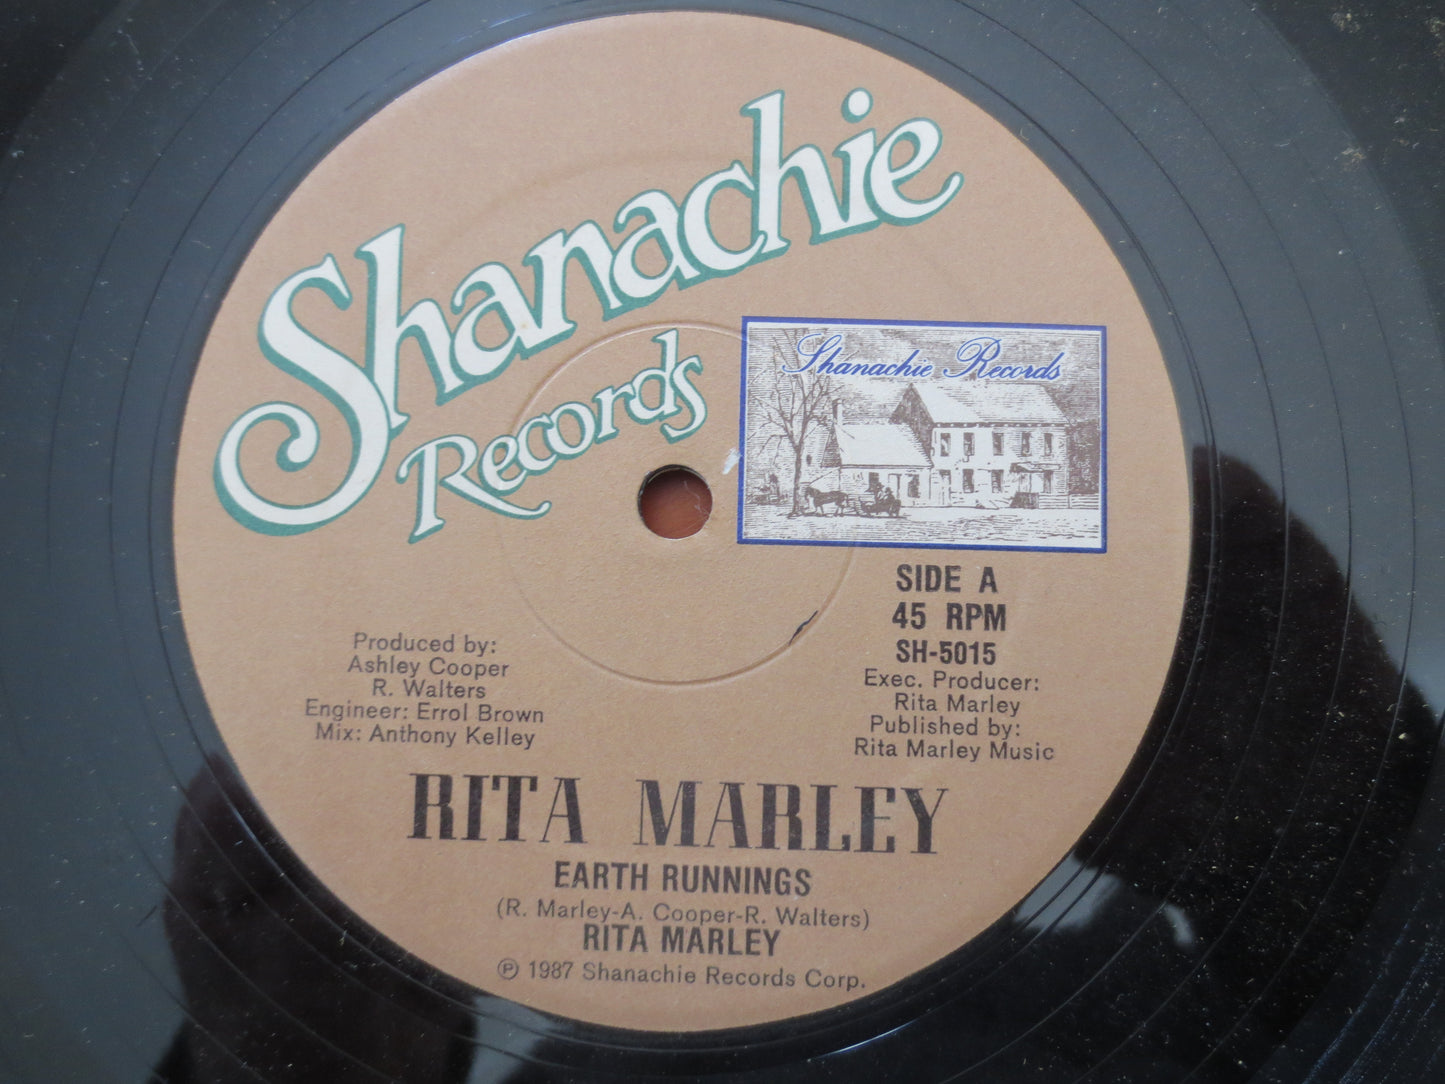 Shanachie
Records
Shanachie Records
SIDE A
45 RPM
SH-5015
Exec. Producer:
Rita Marley
Published by:
Rita Marley Music
Produced by:
Ashley Cooper
R. Walters
Engineer: Errol Brown
Mix: Anthony Kelley
RITA MARLEY
EARTH RUNNINGS
(R. Marley-A. Cooper-R. Walters)
RITA MARLEY
℗ 1987 Shanachie Records Corp.